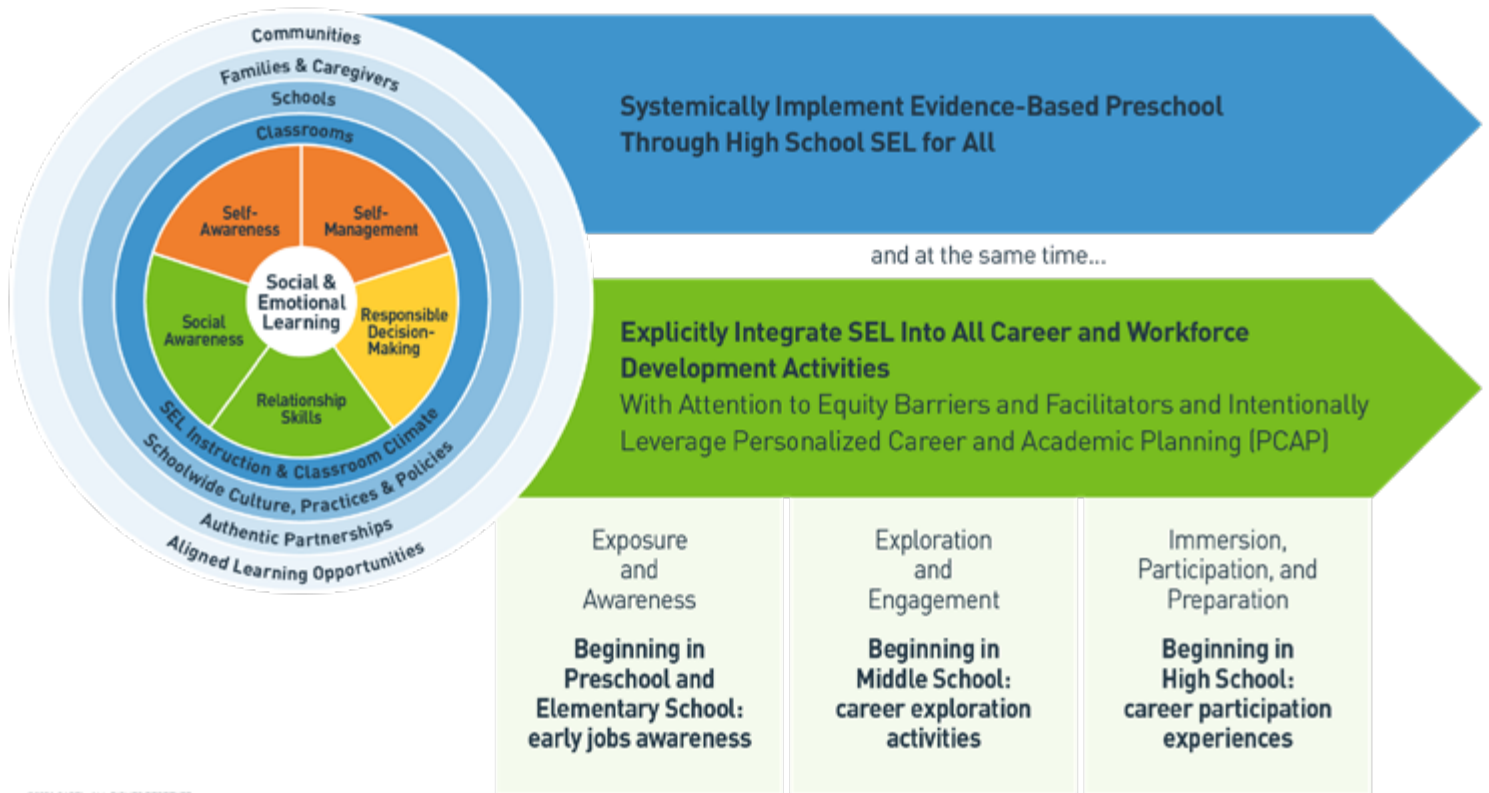 Communities
Families & Caregivers
Schools
Classrooms
Self-
Awareness
Self-
Management
Social &
Emotional
Learning
Social
Awareness
Responsible
Decision-
Making
Relationship
Skills
SEL Instruction & Classroom Climate
Schoolwide Culture, Practices & Policies
Authentic Partnerships
Aligned Learning Opportunities
Systemically Implement Evidence-Based Preschool
Through High School SEL for All
and at the same time...
Explicitly Integrate SEL Into All Career and Workforce
Development Activities
With Attention to Equity Barriers and Facilitators and Intentionally
Leverage Personalized Career and Academic Planning (PCAP)
Exposure
and
Awareness
Beginning in
Preschool and
Elementary School:
early jobs awareness
Exploration
and
Engagement
Beginning in
Middle School:
career exploration
activities
Immersion,
Participation, and
Preparation
Beginning in
High School:
career participation
experiences